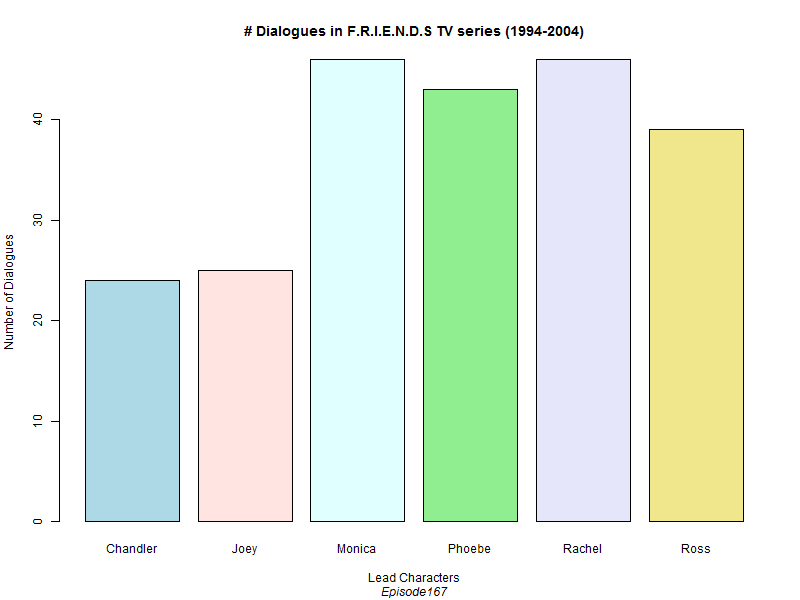 # Dialogues in F.R.I.E.N.D.S TV series (1994-2004)
Number of Dialogues
40
30
20
10
0
Chandler Joey Monica Phoebe Rachel Ross
Lead Characters
Episode167